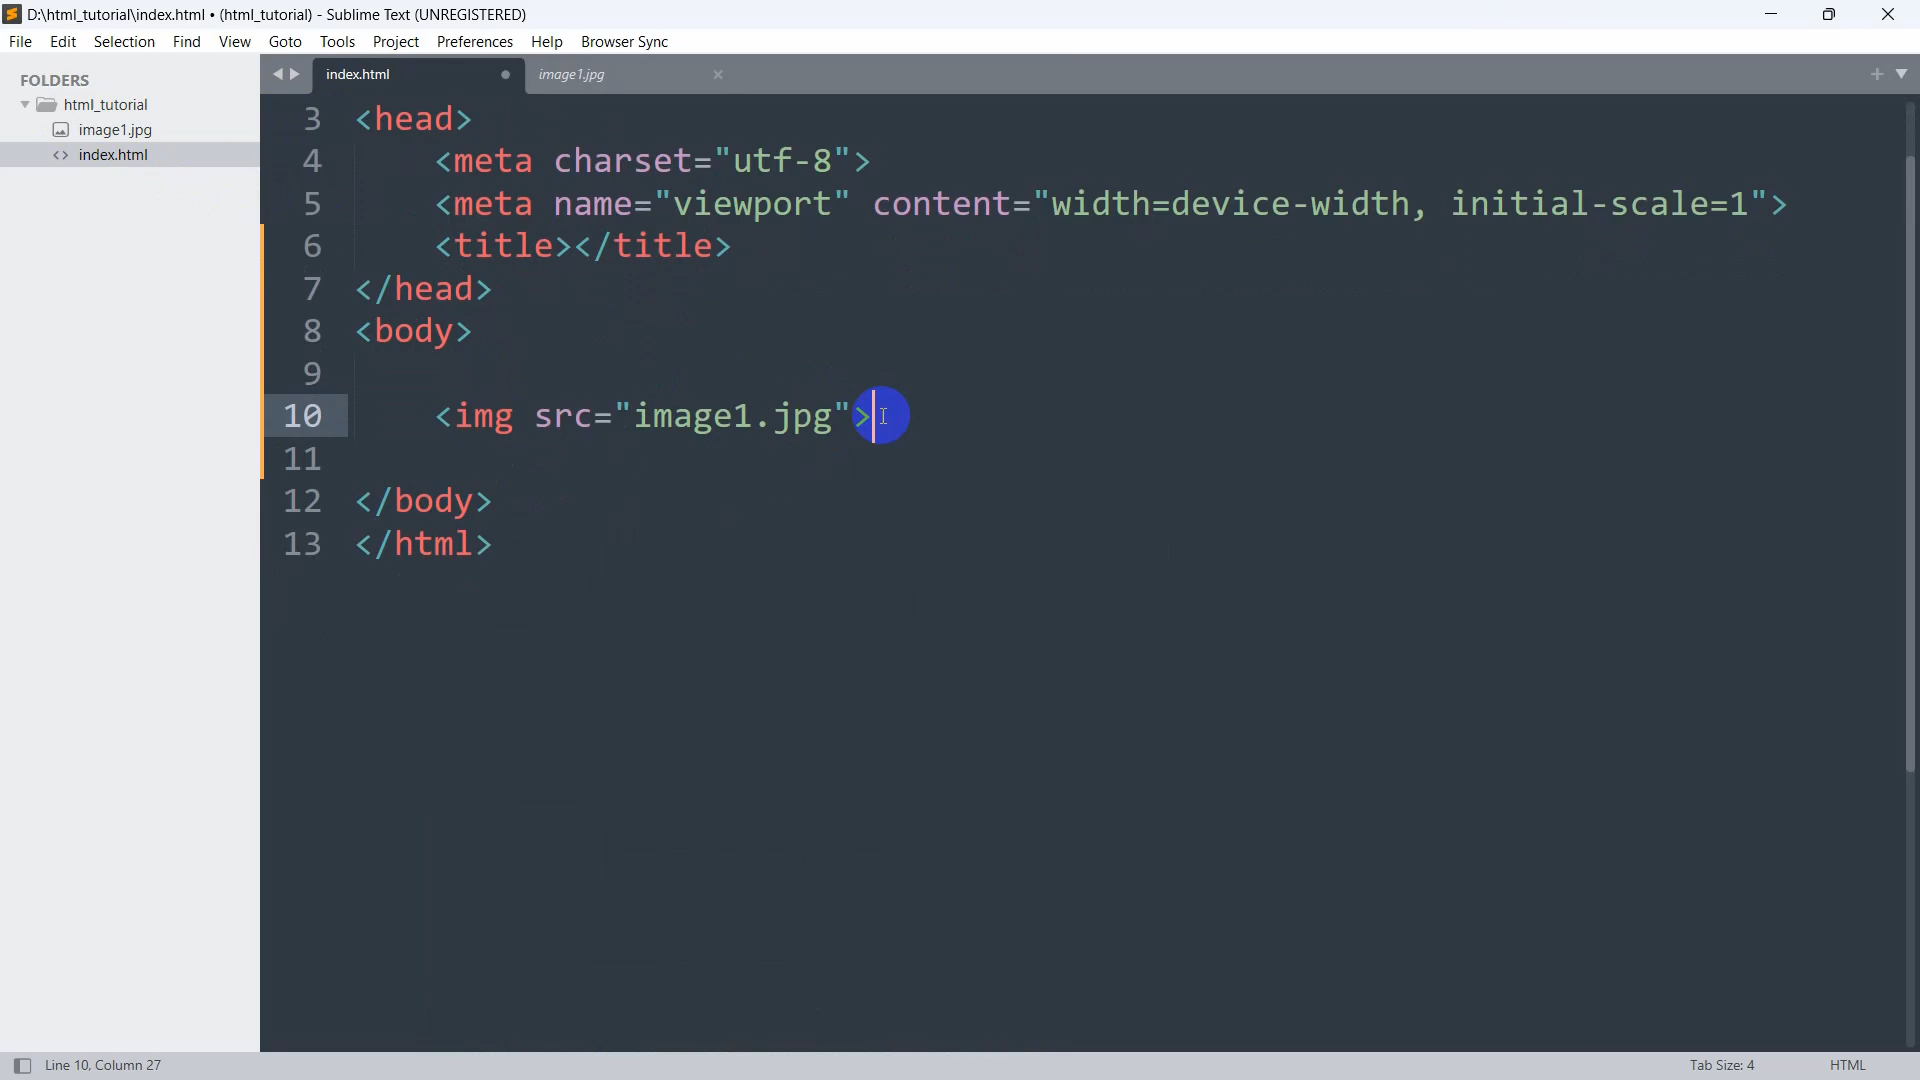 D:\html_tutorial\index.html • (html_tutorial) - Sublime Text (UNREGISTERED)
File Edit Selection Find View Goto Tools Project Preferences Help Browser Sync
FOLDERS
html_tutorial
image1.jpg
index.html
index.html image1.jpg
3 <head>
4 <meta charset="utf-8">
5 <meta name="viewport" content="width=device-width, initial-scale=1">
6 <title></title>
7 </head>
8 <body>
9
10 <img src="image1.jpg">
11
12 </body>
13 </html>
Line 10, Column 27 Tab Size: 4 HTML